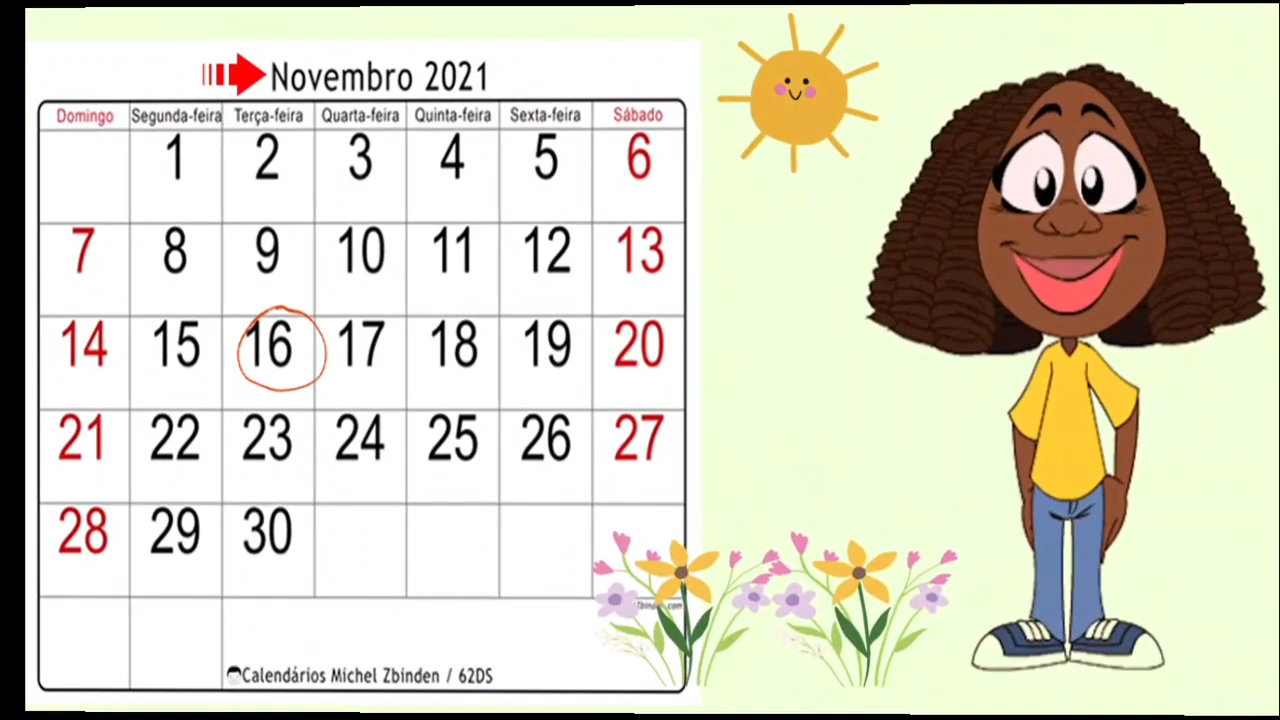 Novembro 2021
Domingo Segunda-feira Terça-feira Quarta-feira Quinta-feira Sexta-feira Sábado
1 2 3 4 5 6
7 8 9 10 11 12 13
14 15 16 17 18 19 20
21 22 23 24 25 26 27
28 29 30
Zbinden.com
Calendários Michel Zbinden / 62DS